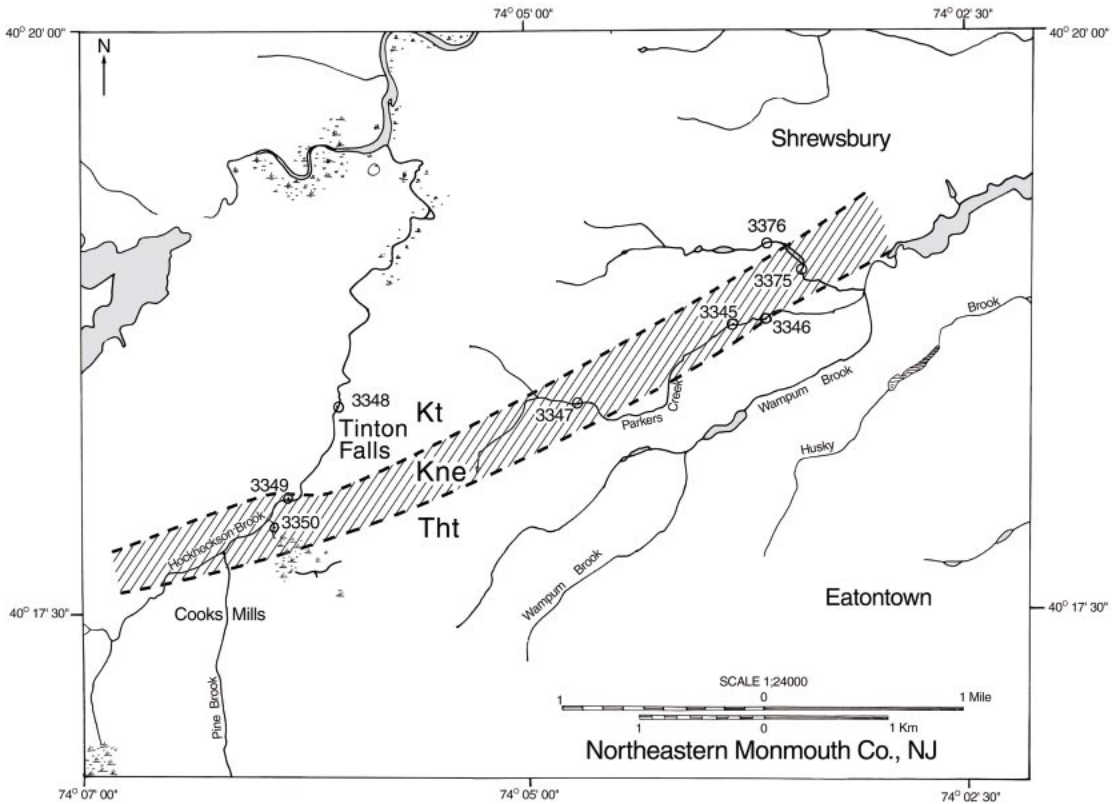 74° 05' 00"
74° 02' 30"
40° 20' 00"
40° 20' 00"
N
Shrewsbury
3376
3375
3345
3346
Brook
3348
Kt
3347
Tinton
Falls
Parkers
Creek
Wampum Brook
Husky
Kne
3349
3350
Hockhockson Brook
Tht
Wampum Brook
Eatontown
40° 17' 30"
40° 17' 30"
Cooks Mills
Pine Brook
SCALE 1:24000
1 0 1 Mile
1 0 1 Km
Northeastern Monmouth Co., NJ
74° 07' 00"
74° 05' 00"
74° 02' 30"